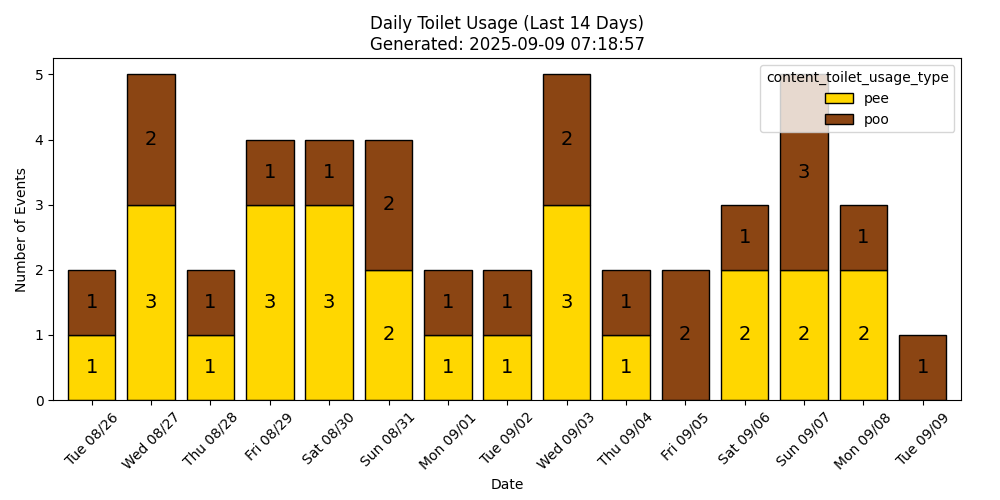 Daily Toilet Usage (Last 14 Days)
Generated: 2025-09-09 07:18:57
content_toilet_usage_type
pee
poo
Number of Events
5
4
3
2
1
0
2 2
1 1 2 3
1 1 1 1
1 3 1 3 3 2 1 1 3 1 2 2 2 2
1 1 1 1 1 1
Tue 08/26
Wed 08/27
Thu 08/28
Fri 08/29
Sat 08/30
Sun 08/31
Mon 09/01
Tue 09/02
Wed 09/03
Thu 09/04
Fri 09/05
Sat 09/06
Sun 09/07
Mon 09/08
Tue 09/09
Date